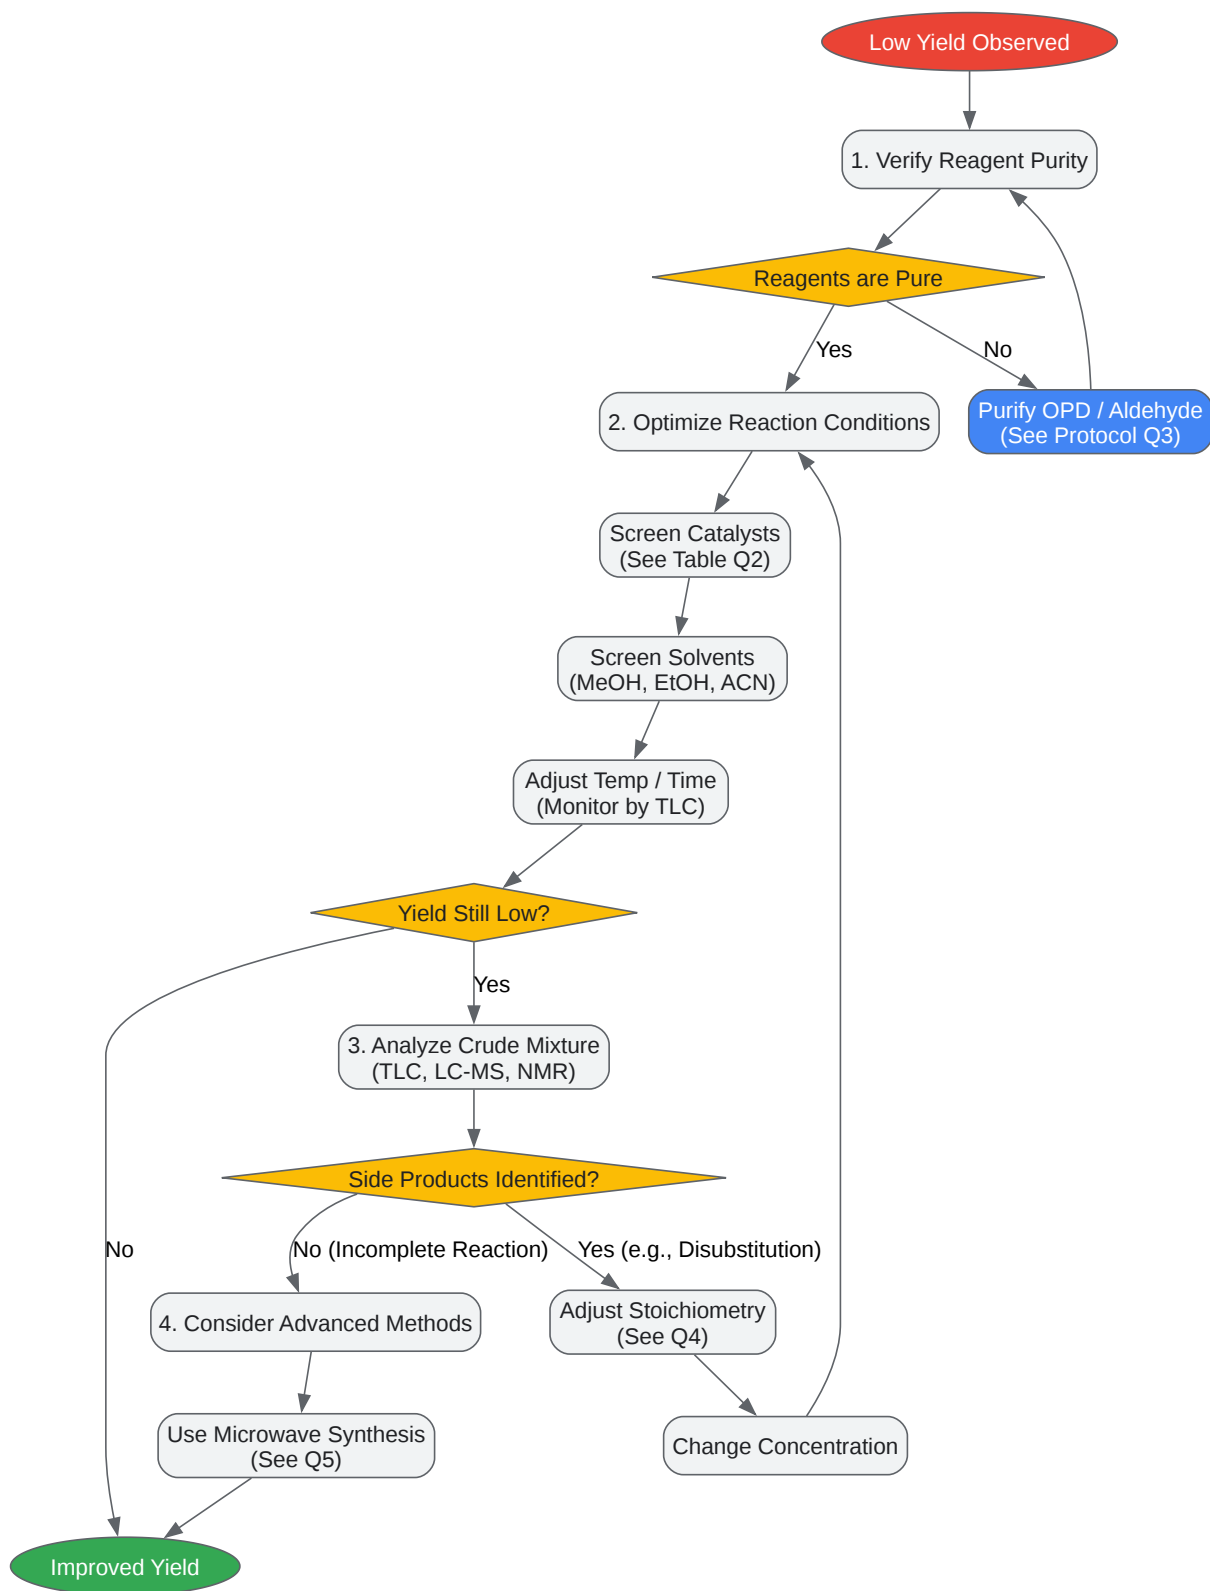 Low Yield Observed
1. Verify Reagent Purity
Reagents are Pure
Yes
No
2. Optimize Reaction Conditions
Purify OPD / Aldehyde
(See Protocol Q3)
Screen Catalysts
(See Table Q2)
Screen Solvents
(MeOH, EtOH, ACN)
Adjust Temp / Time
(Monitor by TLC)
Yield Still Low?
Yes
3. Analyze Crude Mixture
(TLC, LC-MS, NMR)
Side Products Identified?
No
No (Incomplete Reaction)
Yes (e.g., Disubstitution)
4. Consider Advanced Methods
Adjust Stoichiometry
(See Q4)
Use Microwave Synthesis
(See Q5)
Change Concentration
Improved Yield